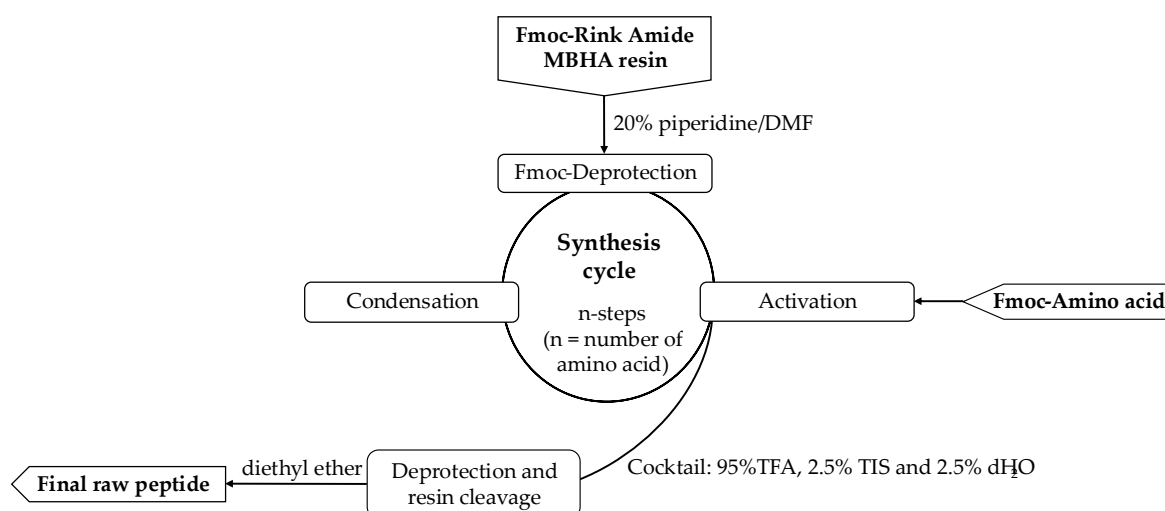 Fmoc-Rink Amide
MBHA resin
20% piperidine/DMF
Fmoc-Deprotection
Synthesis
cycle
n-steps
(n = number of
amino acid)
Condensation
Activation
Fmoc-Amino acid
Cocktail: 95%TFA, 2.5% TIS and 2.5% dH₂O
Deprotection and
resin cleavage
diethyl ether
Final raw peptide